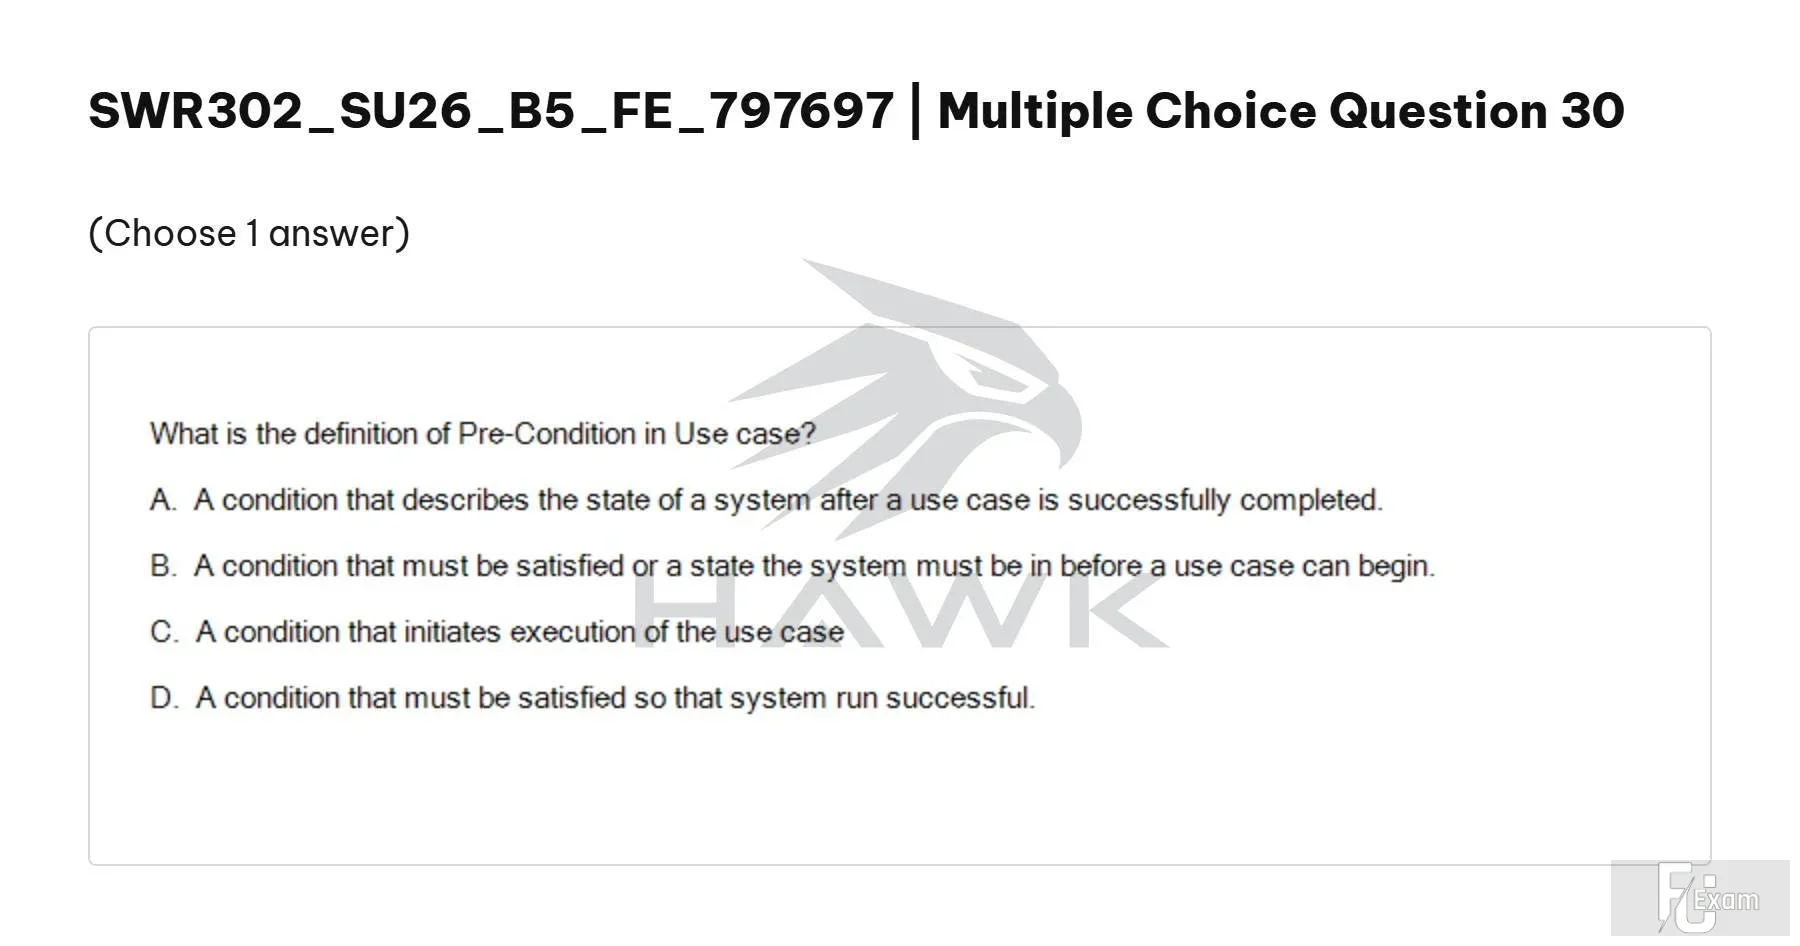 SWR302_SU26_B5_FE_797697 | Multiple Choice Question 30
(Choose 1 answer)
What is the definition of Pre-Condition in Use case?
A. A condition that describes the state of a system after a use case is successfully completed.
B. A condition that must be satisfied or a state the system must be in before a use case can begin.
C. A condition that initiates execution of the use case
D. A condition that must be satisfied so that system run successful.
HAWK
FU Exam